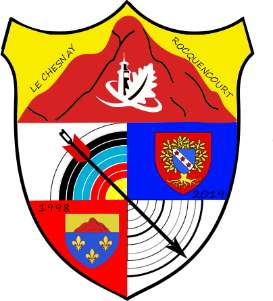 LE CHESNAY
ROCQUENCOURT
2019
1998